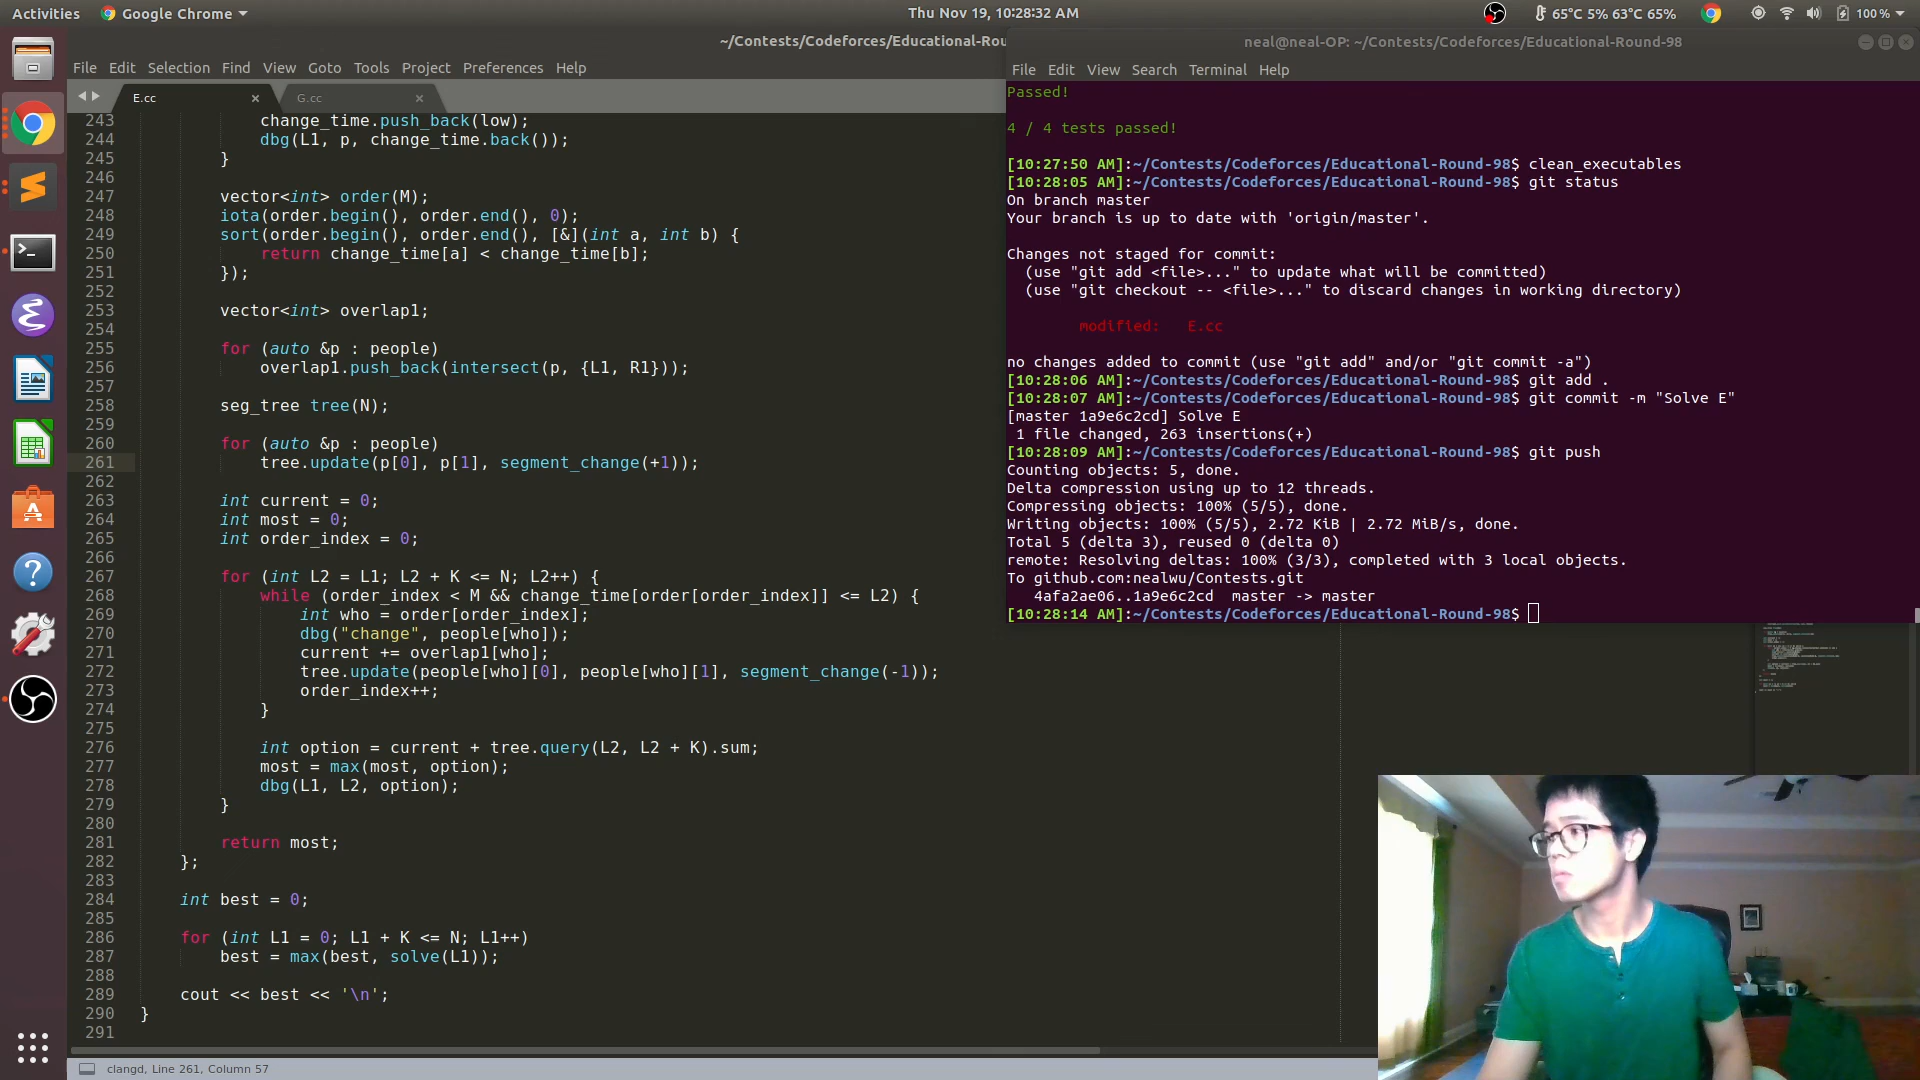 Activities Google Chrome Thu Nov 19, 10:28:32 AM 65°C 5% 63°C 65% 100%
~/Contests/Codeforces/Educational-Rou
File Edit Selection Find View Goto Tools Project Preferences Help
E.cc × G.cc ×
243 change_time.push_back(low);
244 dbg(L1, p, change_time.back());
245 }
246
247 vector<int> order(M);
248 iota(order.begin(), order.end(), 0);
249 sort(order.begin(), order.end(), [&](int a, int b) {
250 return change_time[a] < change_time[b];
251 });
252
253 vector<int> overlap1;
254
255 for (auto &p : people)
256 overlap1.push_back(intersect(p, {L1, R1}));
257
258 seg_tree tree(N);
259
260 for (auto &p : people)
261 tree.update(p[0], p[1], segment_change(+1));
262
263 int current = 0;
264 int most = 0;
265 int order_index = 0;
266
267 for (int L2 = L1; L2 + K <= N; L2++) {
268 while (order_index < M && change_time[order[order_index]] <= L2) {
269 int who = order[order_index];
270 dbg("change", people[who]);
271 current += overlap1[who];
272 tree.update(people[who][0], people[who][1], segment_change(-1));
273 order_index++;
274 }
275
276 int option = current + tree.query(L2, L2 + K).sum;
277 most = max(most, option);
278 dbg(L1, L2, option);
279 }
280
281 return most;
282 };
283
284 int best = 0;
285
286 for (int L1 = 0; L1 + K <= N; L1++)
287 best = max(best, solve(L1));
288
289 cout << best << '\n';
290 }
291
clangd, Line 261, Column 57
neal@neal-OP: ~/Contests/Codeforces/Educational-Round-98
File Edit View Search Terminal Help
Passed!
4 / 4 tests passed!
[10:27:50 AM]:~/Contests/Codeforces/Educational-Round-98$ clean_executables
[10:28:05 AM]:~/Contests/Codeforces/Educational-Round-98$ git status
On branch master
Your branch is up to date with 'origin/master'.
Changes not staged for commit:
(use "git add <file>..." to update what will be committed)
(use "git checkout -- <file>..." to discard changes in working directory)
modified: E.cc
no changes added to commit (use "git add" and/or "git commit -a")
[10:28:06 AM]:~/Contests/Codeforces/Educational-Round-98$ git add .
[10:28:07 AM]:~/Contests/Codeforces/Educational-Round-98$ git commit -m "Solve E"
[master 1a9e6c2cd] Solve E
1 file changed, 263 insertions(+)
[10:28:09 AM]:~/Contests/Codeforces/Educational-Round-98$ git push
Counting objects: 5, done.
Delta compression using up to 12 threads.
Compressing objects: 100% (5/5), done.
Writing objects: 100% (5/5), 2.72 KiB | 2.72 MiB/s, done.
Total 5 (delta 3), reused 0 (delta 0)
remote: Resolving deltas: 100% (3/3), completed with 3 local objects.
To github.com:nealwu/Contests.git
4afa2ae06..1a9e6c2cd master -> master
[10:28:14 AM]:~/Contests/Codeforces/Educational-Round-98$